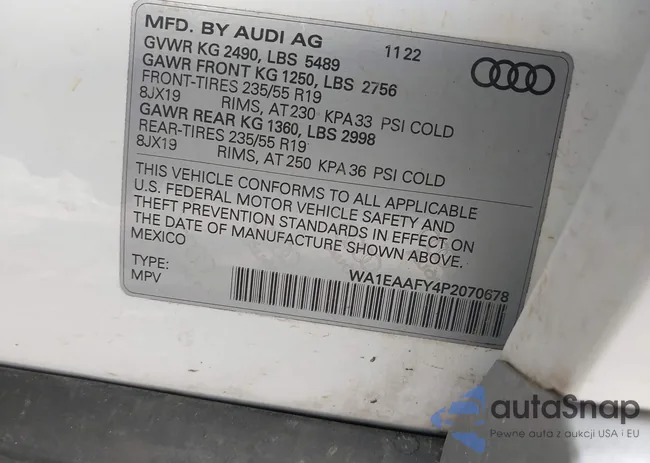 MFD. BY AUDI AG 11 22
GVWR KG 2490, LBS 5489
GAWR FRONT KG 1250, LBS 2756
FRONT-TIRES 235/55 R19
8JX19 RIMS, AT 230 KPA 33 PSI COLD
GAWR REAR KG 1360, LBS 2998
REAR-TIRES 235/55 R19
8JX19 RIMS, AT 250 KPA 36 PSI COLD
THIS VEHICLE CONFORMS TO ALL APPLICABLE
U.S. FEDERAL MOTOR VEHICLE SAFETY AND
THEFT PREVENTION STANDARDS IN EFFECT ON
THE DATE OF MANUFACTURE SHOWN ABOVE.
MEXICO
TYPE: WA1EAAFY4P2070678
MPV
autaSnap
Pewne auta z aukcji USA i EU